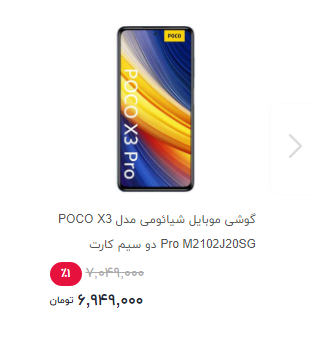 POCO
POCO X3 Pro
گوشی موبایل شیائومی مدل POCO X3
Pro M2102J20SG دو سیم کارت
٪۱ ۷,۰۴۹,۰۰۰
۶,۹۴۹,۰۰۰ تومان